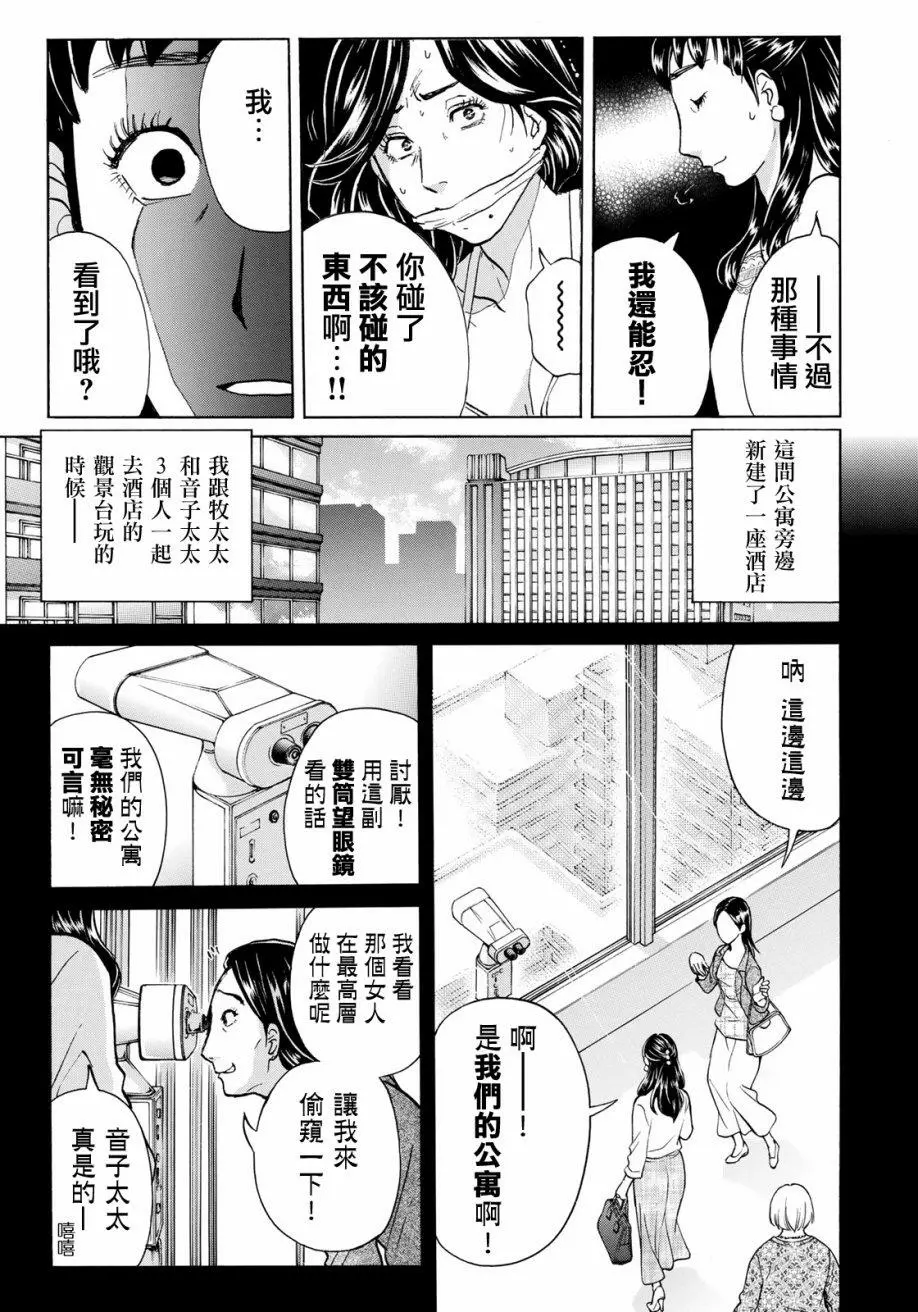 ——不過
那種事情
我還能忍！
～～
你碰了
不該碰的
東西啊…!!
我…
看到了哦？
這間公寓旁邊
新建了一座酒店
我跟牧太太
和音子太太
3個人一起
去酒店的
觀景台玩的
時候——
吶 這邊這邊
啊——！
是我們的公寓啊！
討厭！
用這副
雙筒望眼鏡
看的話
我們的公寓
毫無秘密
可言嘛！
我看看
那個女人
在最高層
做什麼呢
讓我來
偷窺一下！
音子太太
真是的—
嘻嘻